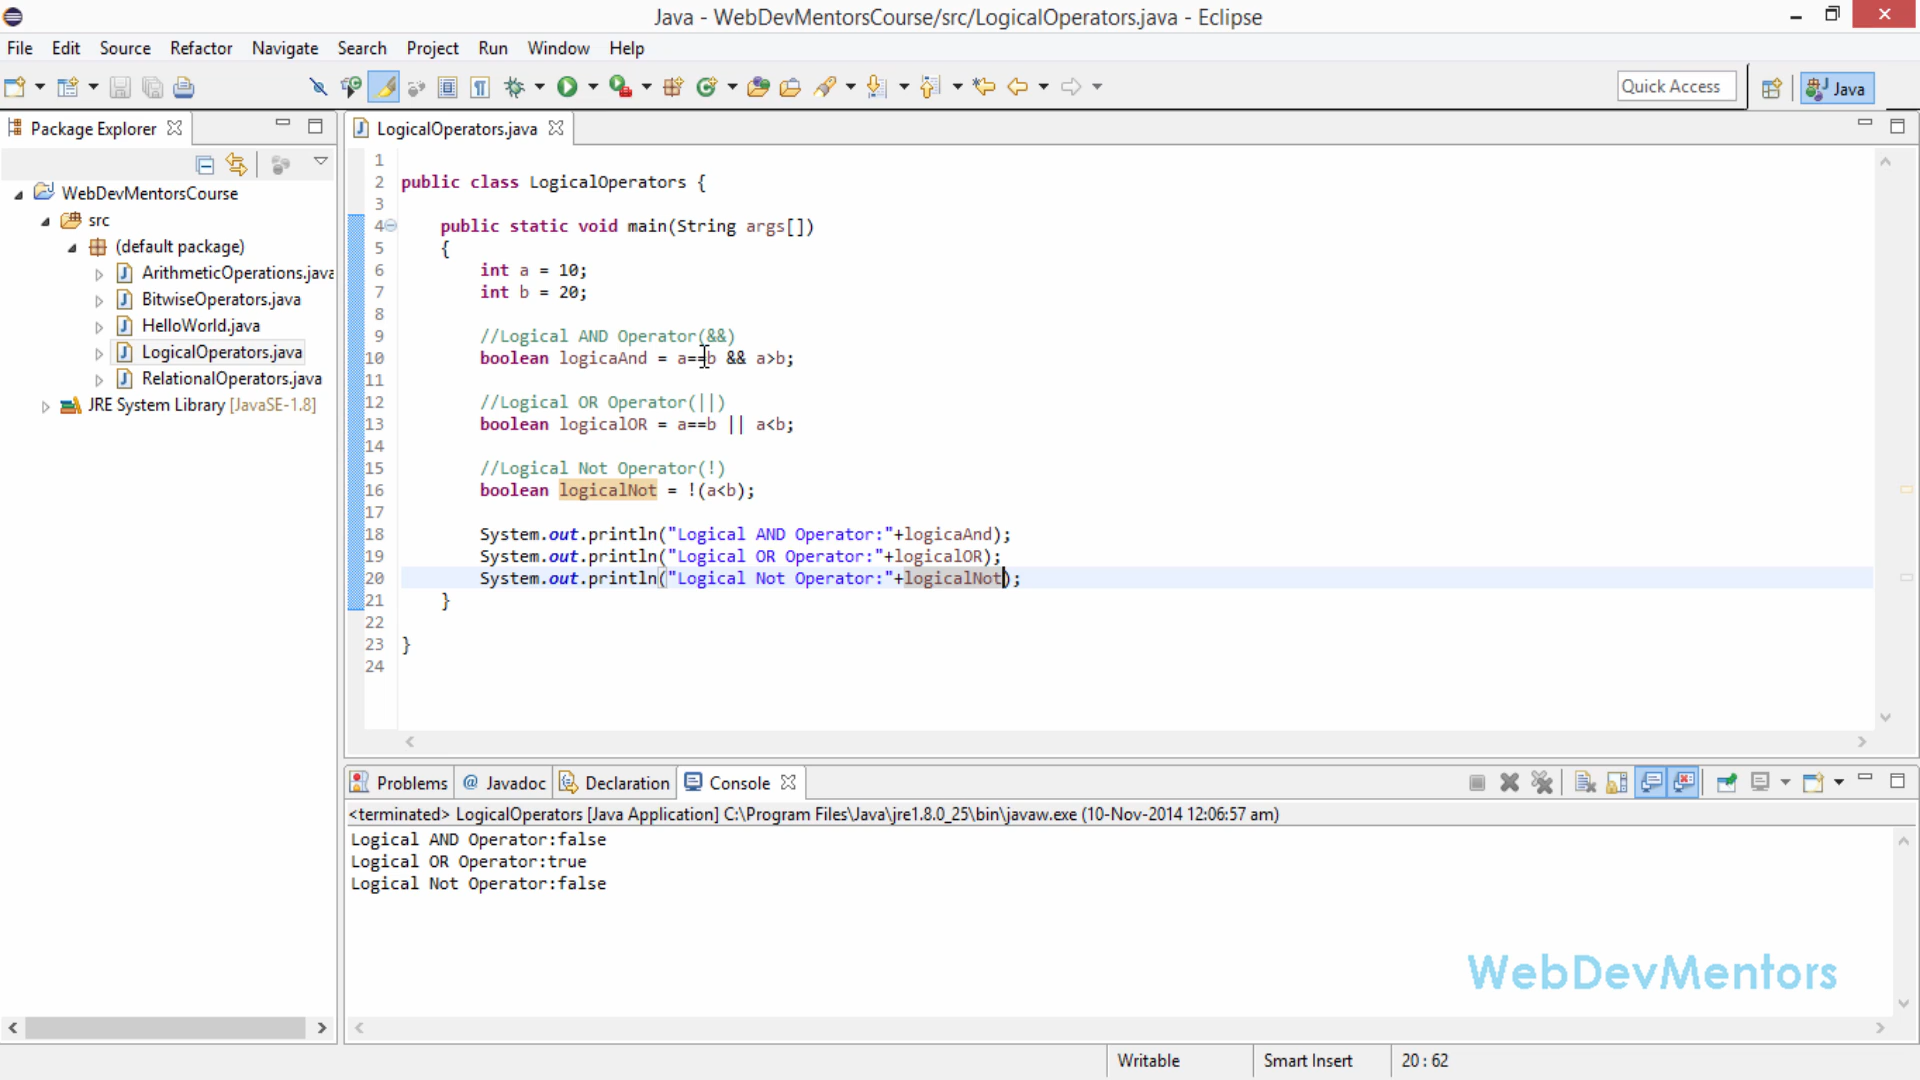 Java - WebDevMentorsCourse/src/LogicalOperators.java - Eclipse
File Edit Source Refactor Navigate Search Project Run Window Help
Quick Access Java
Package Explorer
WebDevMentorsCourse
src
(default package)
ArithmeticOperations.java
BitwiseOperators.java
HelloWorld.java
LogicalOperators.java
RelationalOperators.java
JRE System Library [JavaSE-1.8]
LogicalOperators.java
1
2 public class LogicalOperators {
3
4 public static void main(String args[])
5 {
6 int a = 10;
7 int b = 20;
8
9 //Logical AND Operator(&&)
10 boolean logicaAnd = a==b && a>b;
11
12 //Logical OR Operator(||)
13 boolean logicalOR = a==b || a<b;
14
15 //Logical Not Operator(!)
16 boolean logicalNot = !(a<b);
17
18 System.out.println("Logical AND Operator:"+logicaAnd);
19 System.out.println("Logical OR Operator:"+logicalOR);
20 System.out.println("Logical Not Operator:"+logicalNot);
21 }
22
23 }
24
Problems @ Javadoc Declaration Console
<terminated> LogicalOperators [Java Application] C:\Program Files\Java\jre1.8.0_25\bin\javaw.exe (10-Nov-2014 12:06:57 am)
Logical AND Operator:false
Logical OR Operator:true
Logical Not Operator:false
WebDevMentors
Writable Smart Insert 20 : 62